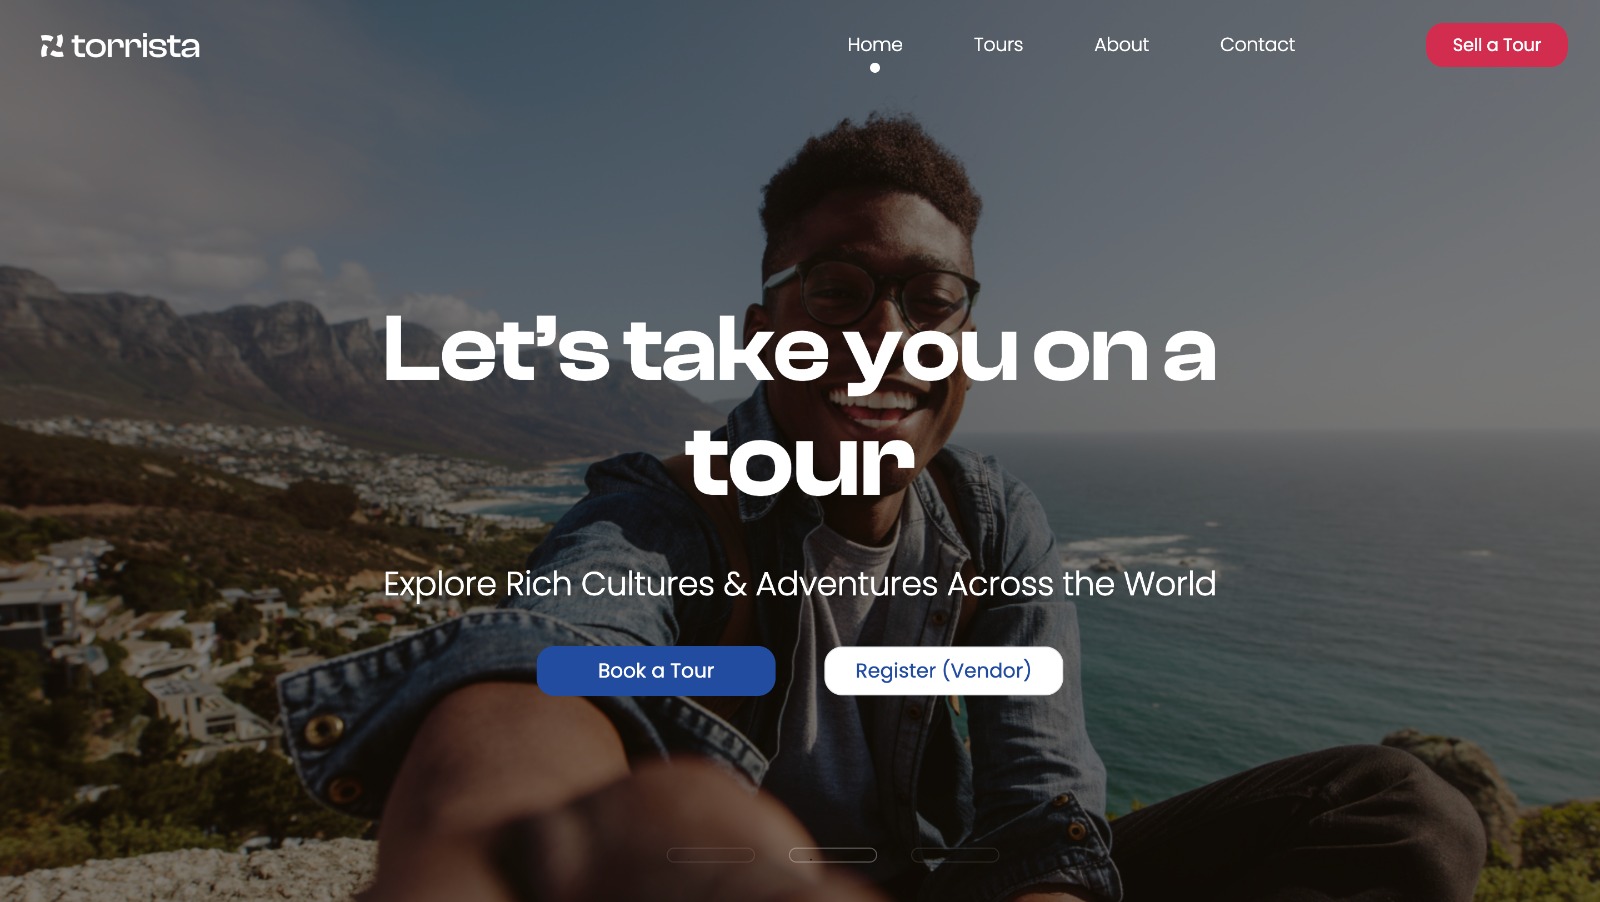 torrista
Home
Tours
About
Contact
Sell a Tour
Let’s take you on a
tour
Explore Rich Cultures & Adventures Across the World
Book a Tour
Register (Vendor)